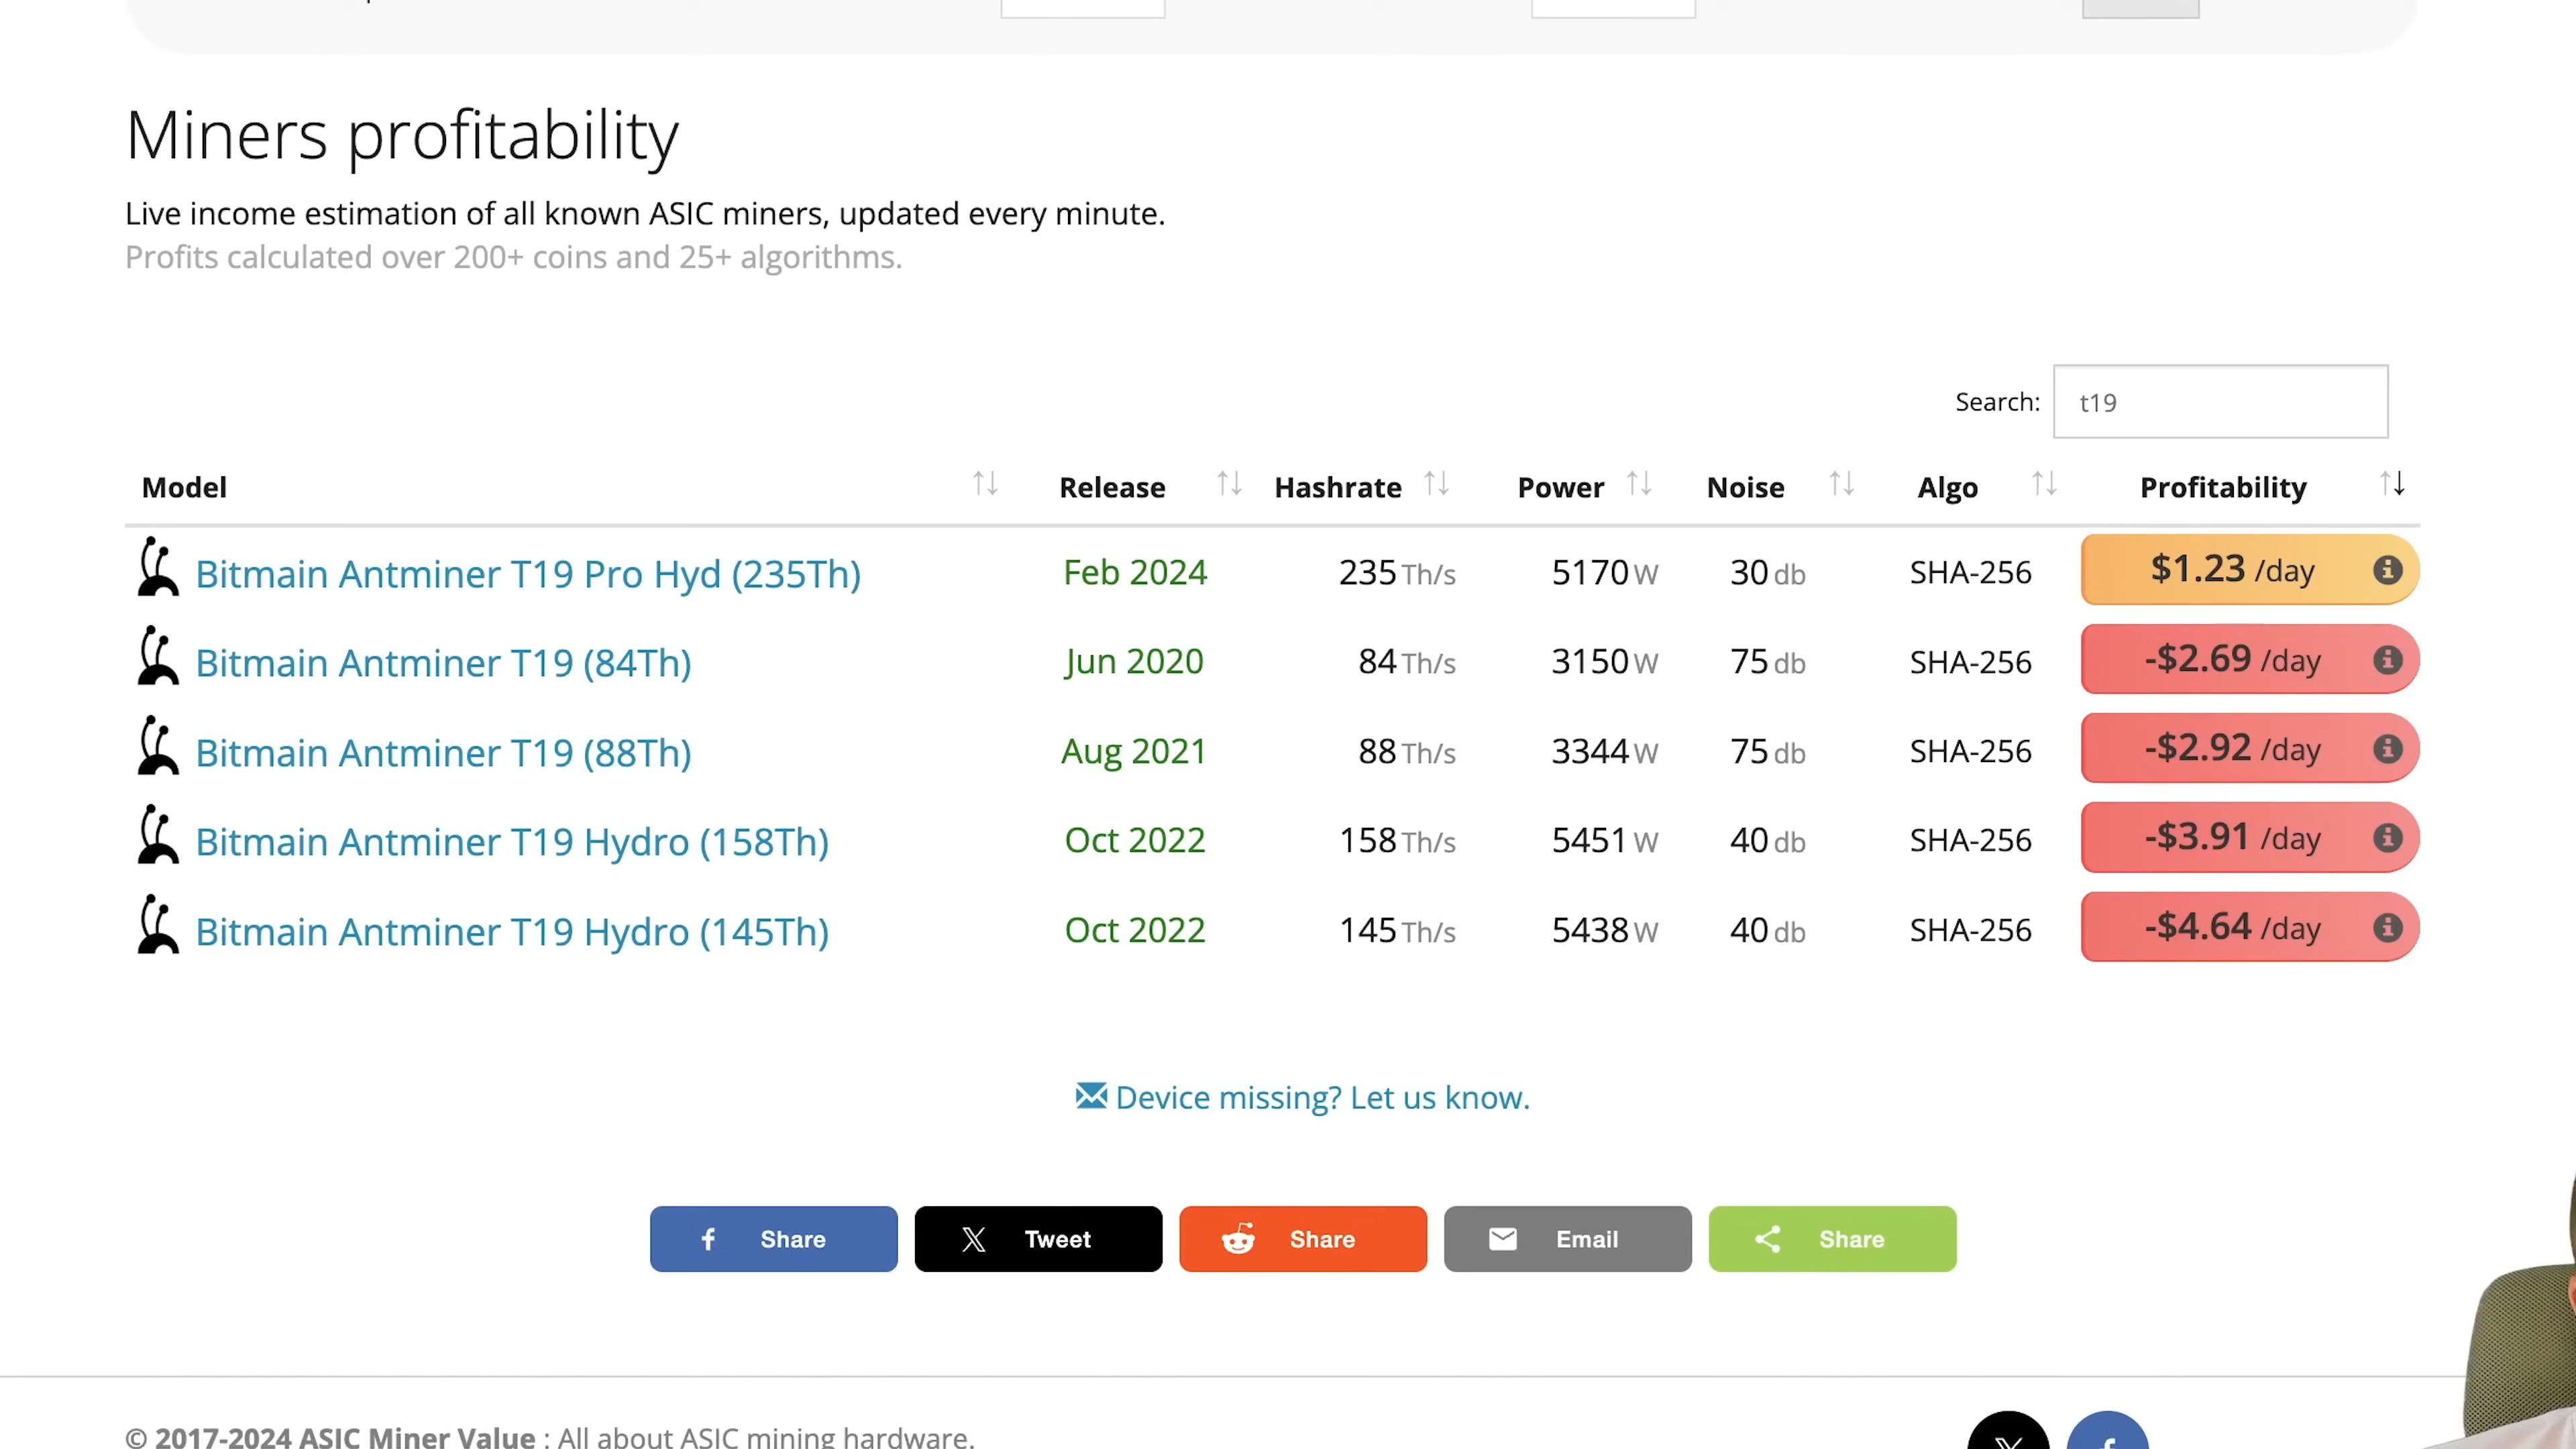 Miners profitability
Live income estimation of all known ASIC miners, updated every minute.
Profits calculated over 200+ coins and 25+ algorithms.
Search: t19
Model Release Hashrate Power Noise Algo Profitability
Bitmain Antminer T19 Pro Hyd (235Th) Feb 2024 235 Th/s 5170 W 30 db SHA-256 $1.23 /day
Bitmain Antminer T19 (84Th) Jun 2020 84 Th/s 3150 W 75 db SHA-256 -$2.69 /day
Bitmain Antminer T19 (88Th) Aug 2021 88 Th/s 3344 W 75 db SHA-256 -$2.92 /day
Bitmain Antminer T19 Hydro (158Th) Oct 2022 158 Th/s 5451 W 40 db SHA-256 -$3.91 /day
Bitmain Antminer T19 Hydro (145Th) Oct 2022 145 Th/s 5438 W 40 db SHA-256 -$4.64 /day
Device missing? Let us know.
Share Tweet Share Email Share
© 2017-2024 ASIC Miner Value : All about ASIC mining hardware.